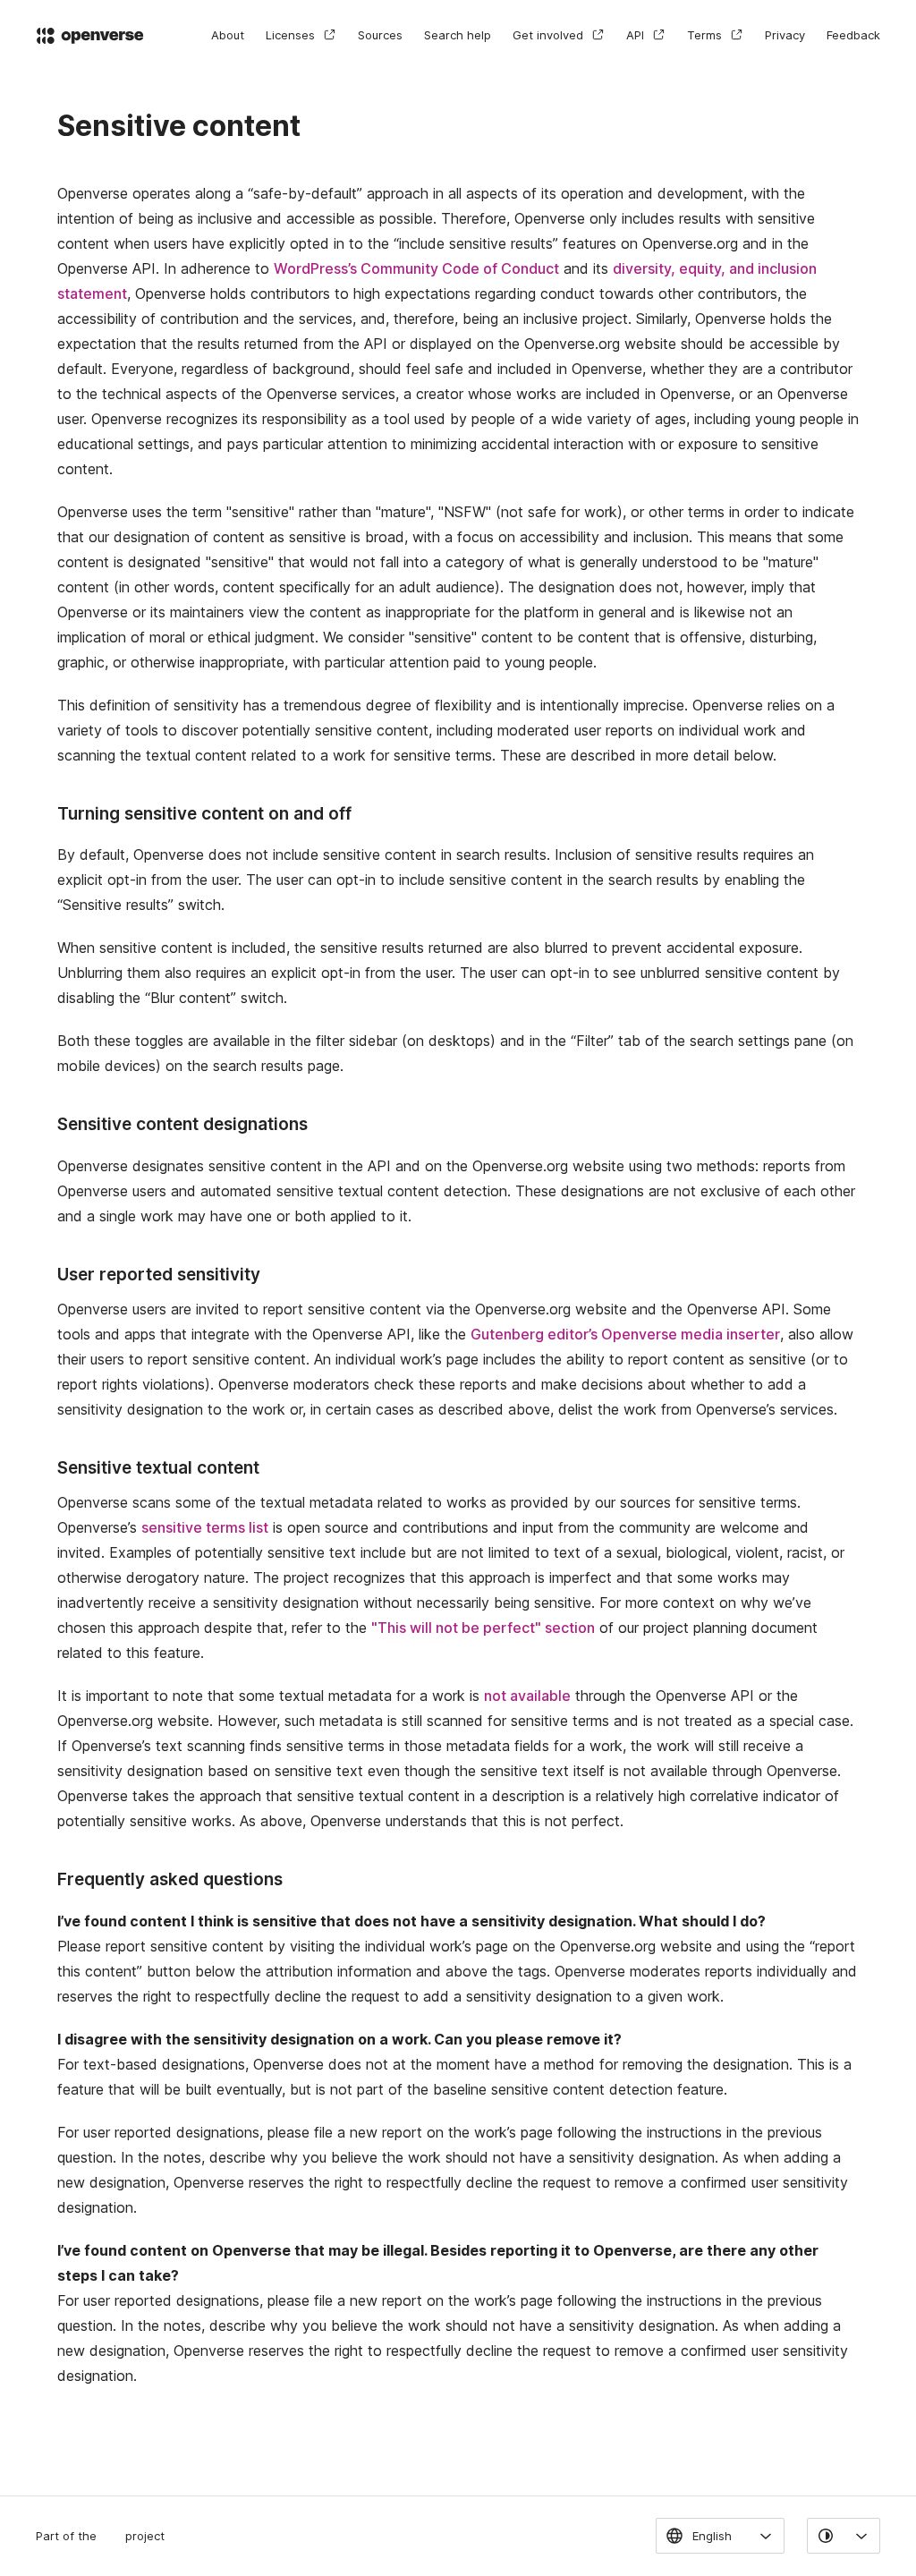 openverse About Licenses Sources Search help Get involved API Terms Privacy Feedback
Sensitive content
Openverse operates along a “safe-by-default” approach in all aspects of its operation and development, with the
intention of being as inclusive and accessible as possible. Therefore, Openverse only includes results with sensitive
content when users have explicitly opted in to the “include sensitive results” features on Openverse.org and in the
Openverse API. In adherence to WordPress’s Community Code of Conduct and its diversity, equity, and inclusion
statement, Openverse holds contributors to high expectations regarding conduct towards other contributors, the
accessibility of contribution and the services, and, therefore, being an inclusive project. Similarly, Openverse holds the
expectation that the results returned from the API or displayed on the Openverse.org website should be accessible by
default. Everyone, regardless of background, should feel safe and included in Openverse, whether they are a contributor
to the technical aspects of the Openverse services, a creator whose works are included in Openverse, or an Openverse
user. Openverse recognizes its responsibility as a tool used by people of a wide variety of ages, including young people in
educational settings, and pays particular attention to minimizing accidental interaction with or exposure to sensitive
content.
Openverse uses the term "sensitive" rather than "mature", "NSFW" (not safe for work), or other terms in order to indicate
that our designation of content as sensitive is broad, with a focus on accessibility and inclusion. This means that some
content is designated "sensitive" that would not fall into a category of what is generally understood to be "mature"
content (in other words, content specifically for an adult audience). The designation does not, however, imply that
Openverse or its maintainers view the content as inappropriate for the platform in general and is likewise not an
implication of moral or ethical judgment. We consider "sensitive" content to be content that is offensive, disturbing,
graphic, or otherwise inappropriate, with particular attention paid to young people.
This definition of sensitivity has a tremendous degree of flexibility and is intentionally imprecise. Openverse relies on a
variety of tools to discover potentially sensitive content, including moderated user reports on individual work and
scanning the textual content related to a work for sensitive terms. These are described in more detail below.
Turning sensitive content on and off
By default, Openverse does not include sensitive content in search results. Inclusion of sensitive results requires an
explicit opt-in from the user. The user can opt-in to include sensitive content in the search results by enabling the
“Sensitive results” switch.
When sensitive content is included, the sensitive results returned are also blurred to prevent accidental exposure.
Unblurring them also requires an explicit opt-in from the user. The user can opt-in to see unblurred sensitive content by
disabling the “Blur content” switch.
Both these toggles are available in the filter sidebar (on desktops) and in the “Filter” tab of the search settings pane (on
mobile devices) on the search results page.
Sensitive content designations
Openverse designates sensitive content in the API and on the Openverse.org website using two methods: reports from
Openverse users and automated sensitive textual content detection. These designations are not exclusive of each other
and a single work may have one or both applied to it.
User reported sensitivity
Openverse users are invited to report sensitive content via the Openverse.org website and the Openverse API. Some
tools and apps that integrate with the Openverse API, like the Gutenberg editor’s Openverse media inserter, also allow
their users to report sensitive content. An individual work’s page includes the ability to report content as sensitive (or to
report rights violations). Openverse moderators check these reports and make decisions about whether to add a
sensitivity designation to the work or, in certain cases as described above, delist the work from Openverse’s services.
Sensitive textual content
Openverse scans some of the textual metadata related to works as provided by our sources for sensitive terms.
Openverse’s sensitive terms list is open source and contributions and input from the community are welcome and
invited. Examples of potentially sensitive text include but are not limited to text of a sexual, biological, violent, racist, or
otherwise derogatory nature. The project recognizes that this approach is imperfect and that some works may
inadvertently receive a sensitivity designation without necessarily being sensitive. For more context on why we’ve
chosen this approach despite that, refer to the "This will not be perfect" section of our project planning document
related to this feature.
It is important to note that some textual metadata for a work is not available through the Openverse API or the
Openverse.org website. However, such metadata is still scanned for sensitive terms and is not treated as a special case.
If Openverse’s text scanning finds sensitive terms in those metadata fields for a work, the work will still receive a
sensitivity designation based on sensitive text even though the sensitive text itself is not available through Openverse.
Openverse takes the approach that sensitive textual content in a description is a relatively high correlative indicator of
potentially sensitive works. As above, Openverse understands that this is not perfect.
Frequently asked questions
I’ve found content I think is sensitive that does not have a sensitivity designation. What should I do?
Please report sensitive content by visiting the individual work’s page on the Openverse.org website and using the “report
this content” button below the attribution information and above the tags. Openverse moderates reports individually and
reserves the right to respectfully decline the request to add a sensitivity designation to a given work.
I disagree with the sensitivity designation on a work. Can you please remove it?
For text-based designations, Openverse does not at the moment have a method for removing the designation. This is a
feature that will be built eventually, but is not part of the baseline sensitive content detection feature.
For user reported designations, please file a new report on the work’s page following the instructions in the previous
question. In the notes, describe why you believe the work should not have a sensitivity designation. As when adding a
new designation, Openverse reserves the right to respectfully decline the request to remove a confirmed user sensitivity
designation.
I’ve found content on Openverse that may be illegal. Besides reporting it to Openverse, are there any other
steps I can take?
For user reported designations, please file a new report on the work’s page following the instructions in the previous
question. In the notes, describe why you believe the work should not have a sensitivity designation. As when adding a
new designation, Openverse reserves the right to respectfully decline the request to remove a confirmed user sensitivity
designation.
Part of the project English